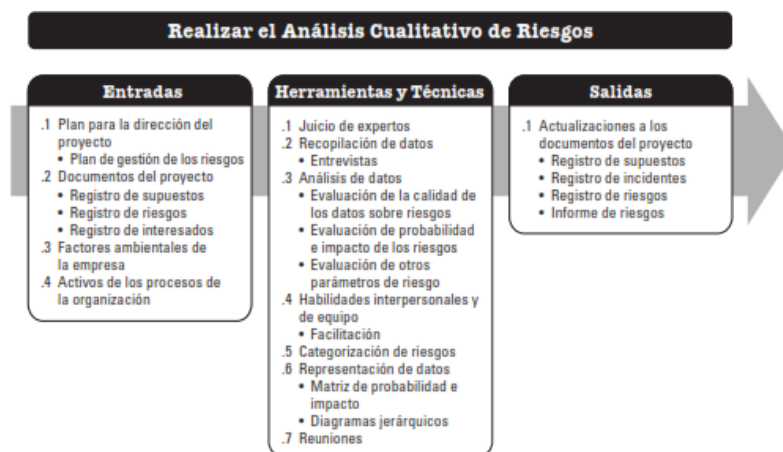 Realizar el Análisis Cualitativo de Riesgos
Entradas
.1 Plan para la dirección del
proyecto
• Plan de gestión de los riesgos
.2 Documentos del proyecto
• Registro de supuestos
• Registro de riesgos
• Registro de interesados
.3 Factores ambientales de
la empresa
.4 Activos de los procesos de
la organización
Herramientas y Técnicas
.1 Juicio de expertos
.2 Recopilación de datos
• Entrevistas
.3 Análisis de datos
• Evaluación de la calidad de
los datos sobre riesgos
• Evaluación de probabilidad
e impacto de los riesgos
• Evaluación de otros
parámetros de riesgo
.4 Habilidades interpersonales y
de equipo
• Facilitación
.5 Categorización de riesgos
.6 Representación de datos
• Matriz de probabilidad e
impacto
• Diagramas jerárquicos
.7 Reuniones
Salidas
.1 Actualizaciones a los
documentos del proyecto
• Registro de supuestos
• Registro de incidentes
• Registro de riesgos
• Informe de riesgos